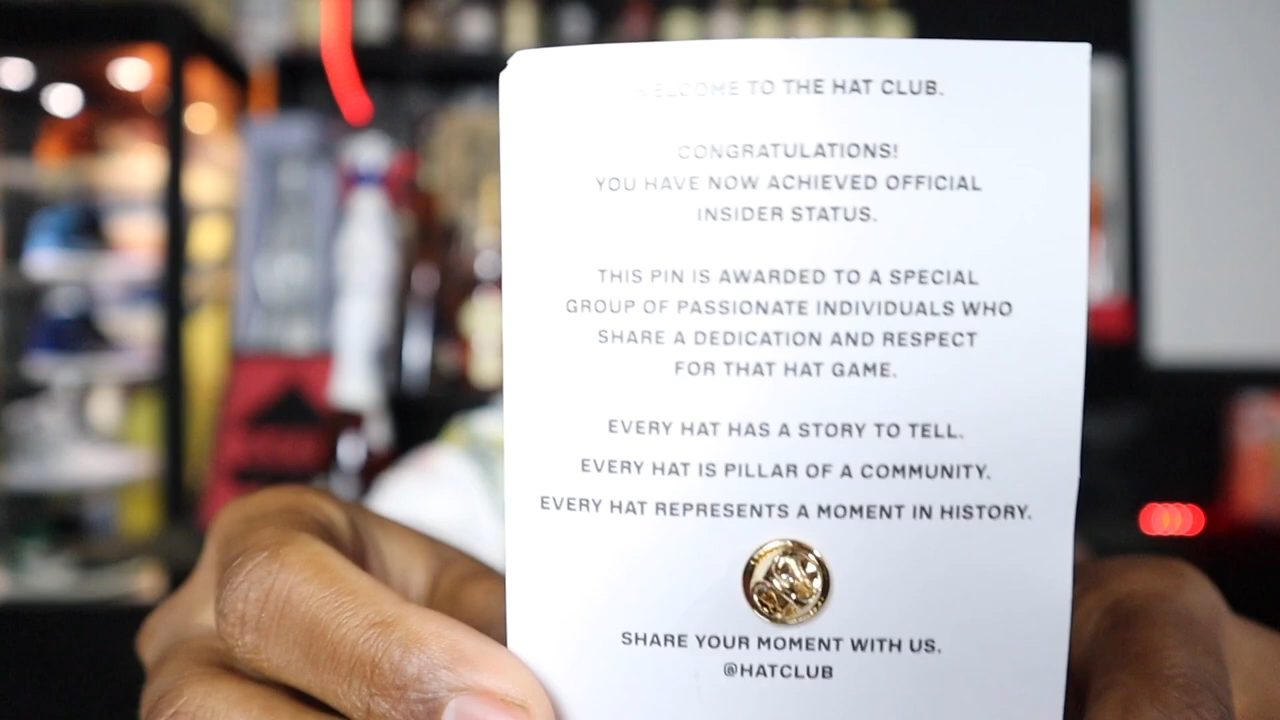 WELCOME TO THE HAT CLUB.
CONGRATULATIONS!
YOU HAVE NOW ACHIEVED OFFICIAL
INSIDER STATUS.
THIS PIN IS AWARDED TO A SPECIAL
GROUP OF PASSIONATE INDIVIDUALS WHO
SHARE A DEDICATION AND RESPECT
FOR THAT HAT GAME.
EVERY HAT HAS A STORY TO TELL.
EVERY HAT IS PILLAR OF A COMMUNITY.
EVERY HAT REPRESENTS A MOMENT IN HISTORY.
SHARE YOUR MOMENT WITH US.
@HATCLUB